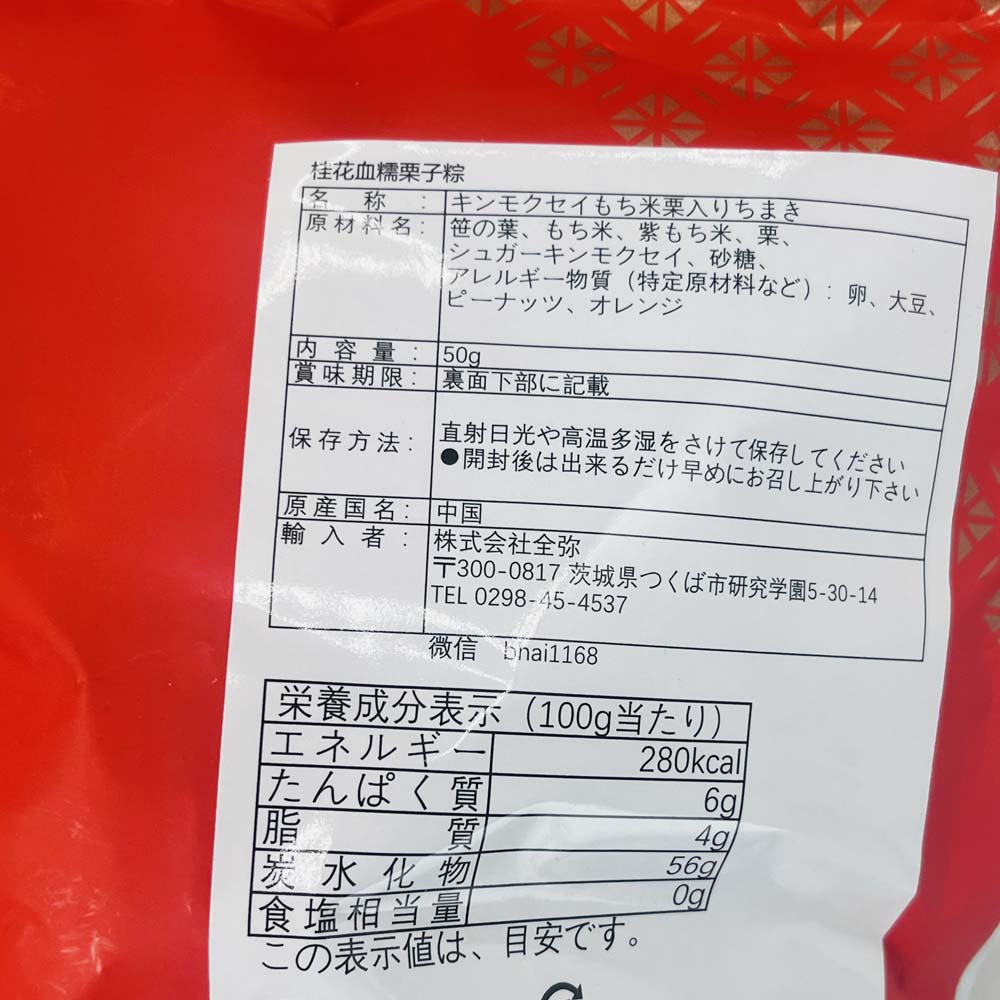 桂花血糯栗子粽
名称：キンモクセイもち米栗入りちまき
原材料名：笹の葉、もち米、紫もち米、栗、
シュガーキンモクセイ、砂糖、
アレルギー物質（特定原材料など）：卵、大豆、
ピーナッツ、オレンジ
内容量：50g
賞味期限：裏面下部に記載
保存方法：直射日光や高温多湿をさけて保存してください
●開封後は出来るだけ早めにお召し上がり下さい
原産国名：中国
輸入者：株式会社全弥
〒300-0817 茨城県つくば市研究学園5-30-14
TEL 0298-45-4537
微信 bnai1168
栄養成分表示（100g当たり）
エネルギー 280kcal
たんぱく質 6g
脂質 4g
炭水化物 56g
食塩相当量 0g
この表示値は、目安です。